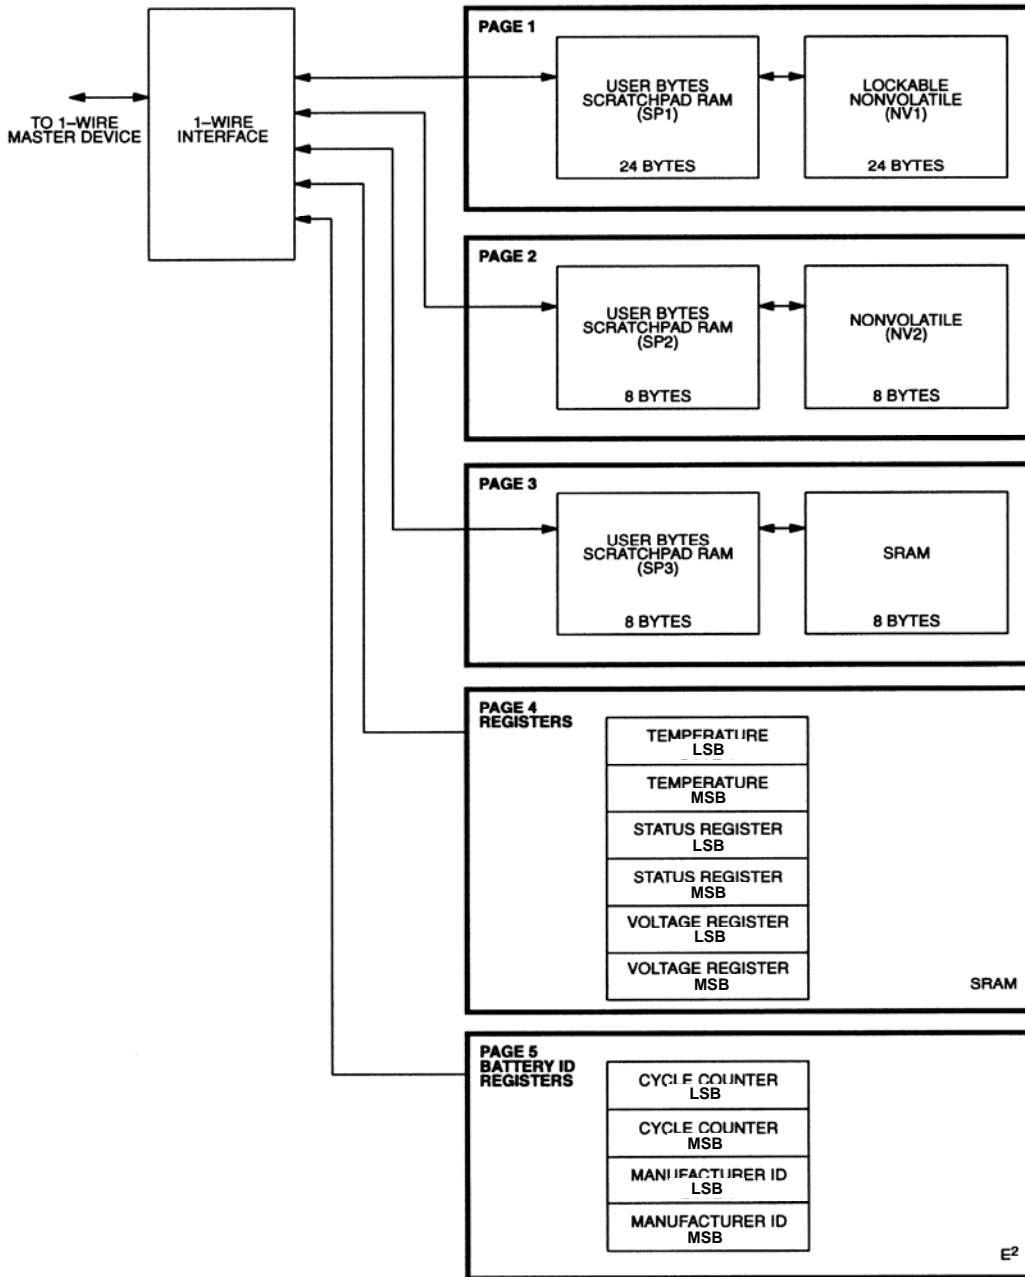 TO 1–WIRE
MASTER DEVICE
1–WIRE
INTERFACE
PAGE 1
USER BYTES
SCRATCHPAD RAM
(SP1)
24 BYTES
LOCKABLE
NONVOLATILE
(NV1)
24 BYTES
PAGE 2
USER BYTES
SCRATCHPAD RAM
(SP2)
8 BYTES
NONVOLATILE
(NV2)
8 BYTES
PAGE 3
USER BYTES
SCRATCHPAD RAM
(SP3)
8 BYTES
SRAM
8 BYTES
PAGE 4
REGISTERS
TEMPERATURE
LSB
TEMPERATURE
MSB
STATUS REGISTER
LSB
STATUS REGISTER
MSB
VOLTAGE REGISTER
LSB
VOLTAGE REGISTER
MSB
SRAM
PAGE 5
BATTERY ID
REGISTERS
CYCLE COUNTER
LSB
CYCLE COUNTER
MSB
MANUFACTURER ID
LSB
MANUFACTURER ID
MSB
E²